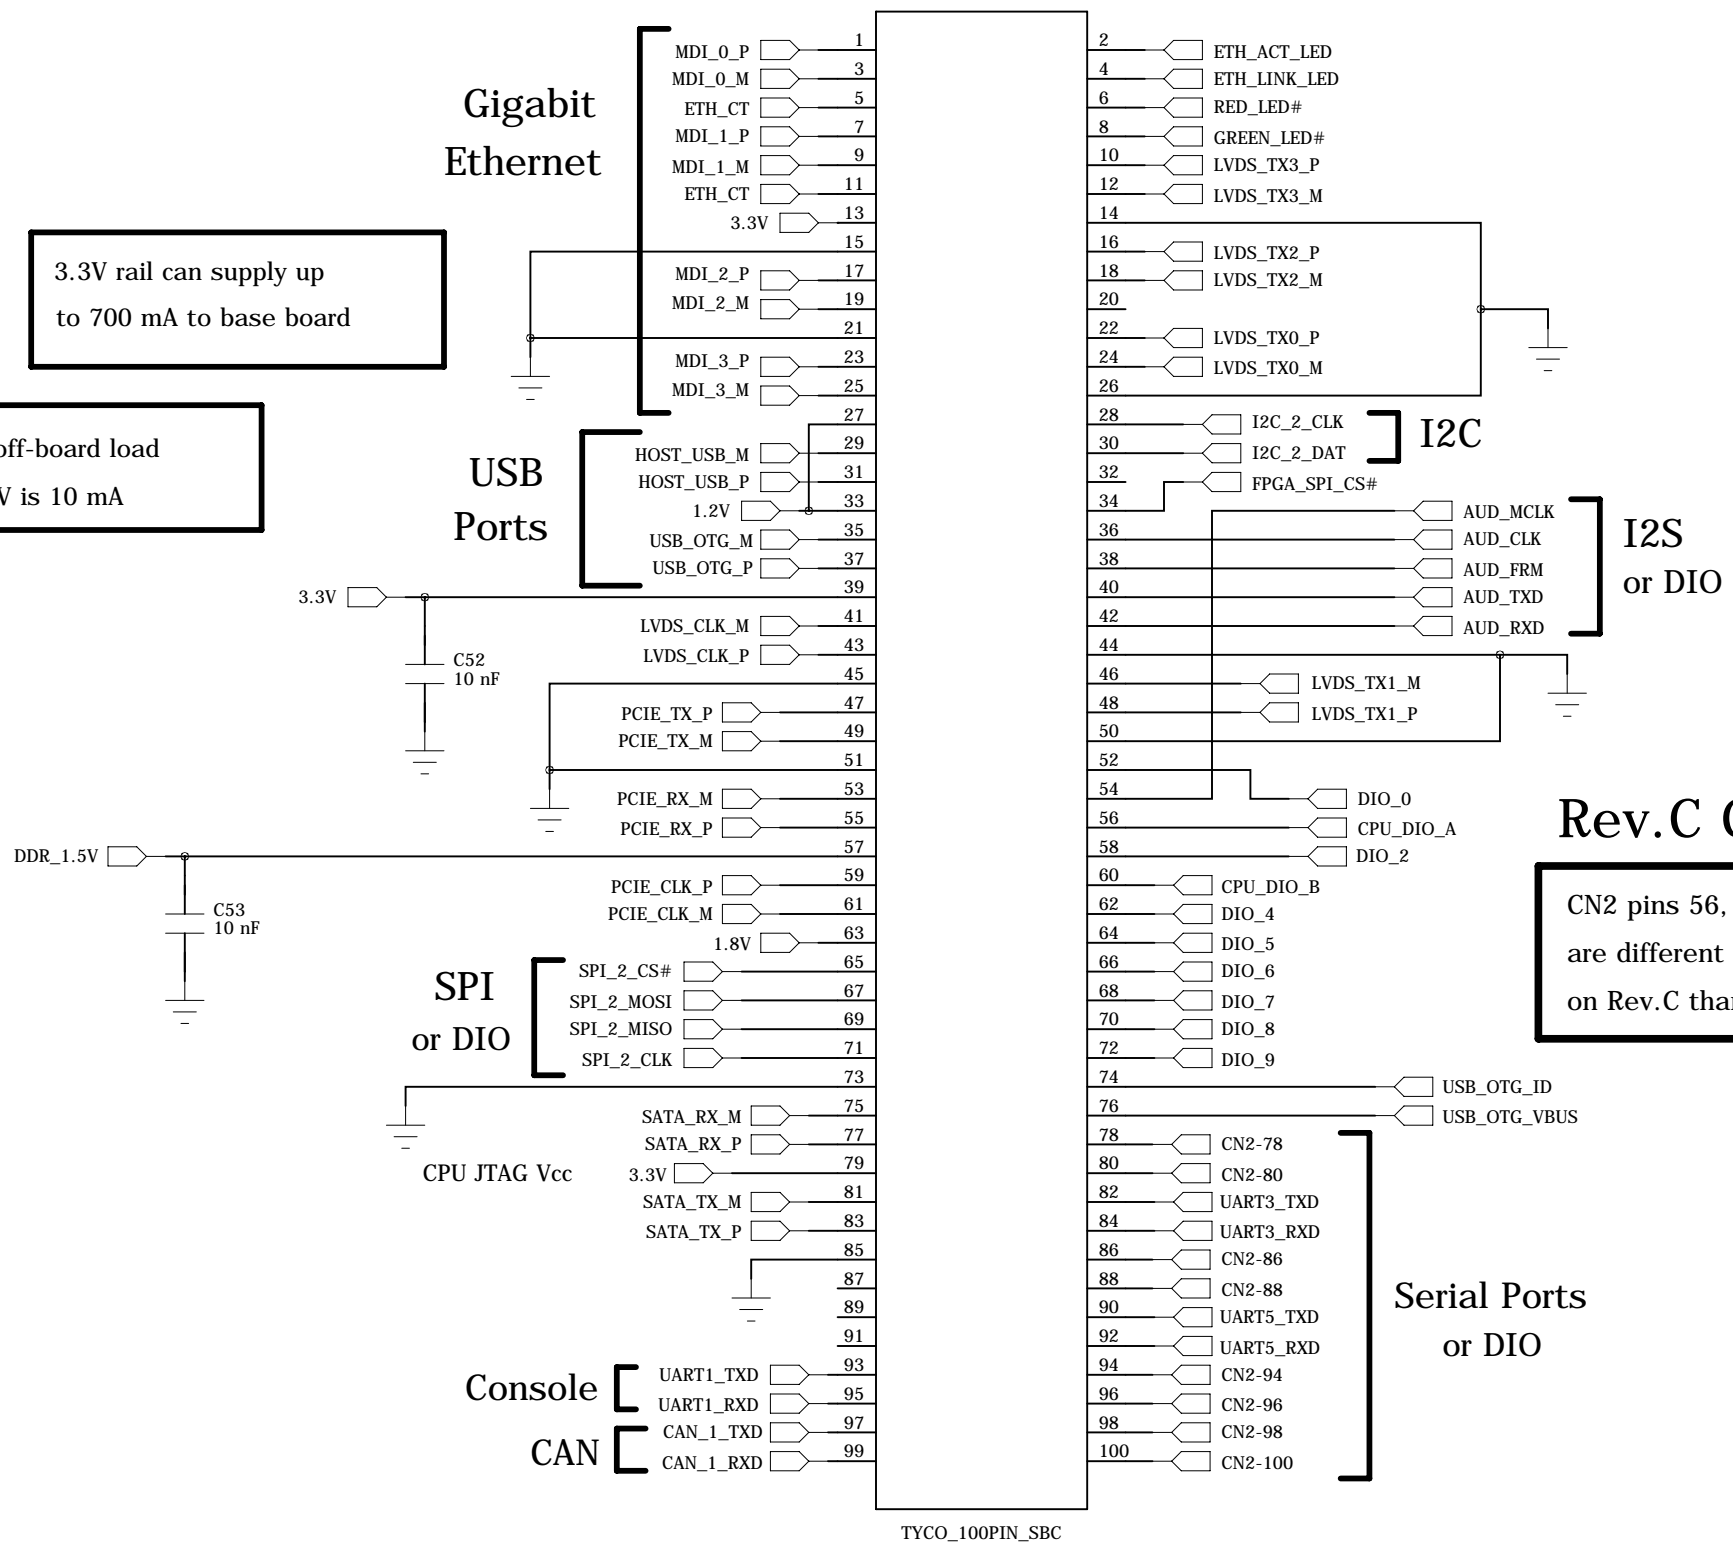 Gigabit
Ethernet
MDI_0_P 1
MDI_0_M 3
ETH_CT 5
MDI_1_P 7
MDI_1_M 9
ETH_CT 11
3.3V 13
15
MDI_2_P 17
MDI_2_M 19
21
MDI_3_P 23
MDI_3_M 25
27
3.3V rail can supply up
to 700 mA to base board
off-board load
is 10 mA
USB
Ports
HOST_USB_M 29
HOST_USB_P 31
1.2V 33
USB_OTG_M 35
USB_OTG_P 37
3.3V 39
C52
10 nF
LVDS_CLK_M 41
LVDS_CLK_P 43
45
PCIE_TX_P 47
PCIE_TX_M 49
51
PCIE_RX_M 53
PCIE_RX_P 55
DDR_1.5V 57
C53
10 nF
PCIE_CLK_P 59
PCIE_CLK_M 61
1.8V 63
SPI
or DIO
SPI_2_CS# 65
SPI_2_MOSI 67
SPI_2_MISO 69
SPI_2_CLK 71
73
SATA_RX_M 75
SATA_RX_P 77
CPU JTAG Vcc 3.3V 79
SATA_TX_M 81
SATA_TX_P 83
85
87
89
91
Console
UART1_TXD 93
UART1_RXD 95
CAN
CAN_1_TXD 97
CAN_1_RXD 99
2 ETH_ACT_LED
4 ETH_LINK_LED
6 RED_LED#
8 GREEN_LED#
10 LVDS_TX3_P
12 LVDS_TX3_M
14
16 LVDS_TX2_P
18 LVDS_TX2_M
20
22 LVDS_TX0_P
24 LVDS_TX0_M
26
28 I2C_2_CLK
30 I2C_2_DAT
I2C
32
FPGA_SPI_CS#
34
AUD_MCLK
36 AUD_CLK
38 AUD_FRM
40 AUD_TXD
42 AUD_RXD
I2S
or DIO
44
46 LVDS_TX1_M
48 LVDS_TX1_P
50
52
54
DIO_0
56 CPU_DIO_A
58 DIO_2
60 CPU_DIO_B
62 DIO_4
64 DIO_5
66 DIO_6
68 DIO_7
70 DIO_8
72 DIO_9
74 USB_OTG_ID
76 USB_OTG_VBUS
Rev.C
CN2 pins 56,
are different
on Rev.C
78 CN2-78
80 CN2-80
82 UART3_TXD
84 UART3_RXD
86 CN2-86
88 CN2-88
90 UART5_TXD
92 UART5_RXD
94 CN2-94
96 CN2-96
98 CN2-98
100 CN2-100
Serial Ports
or DIO
TYCO_100PIN_SBC